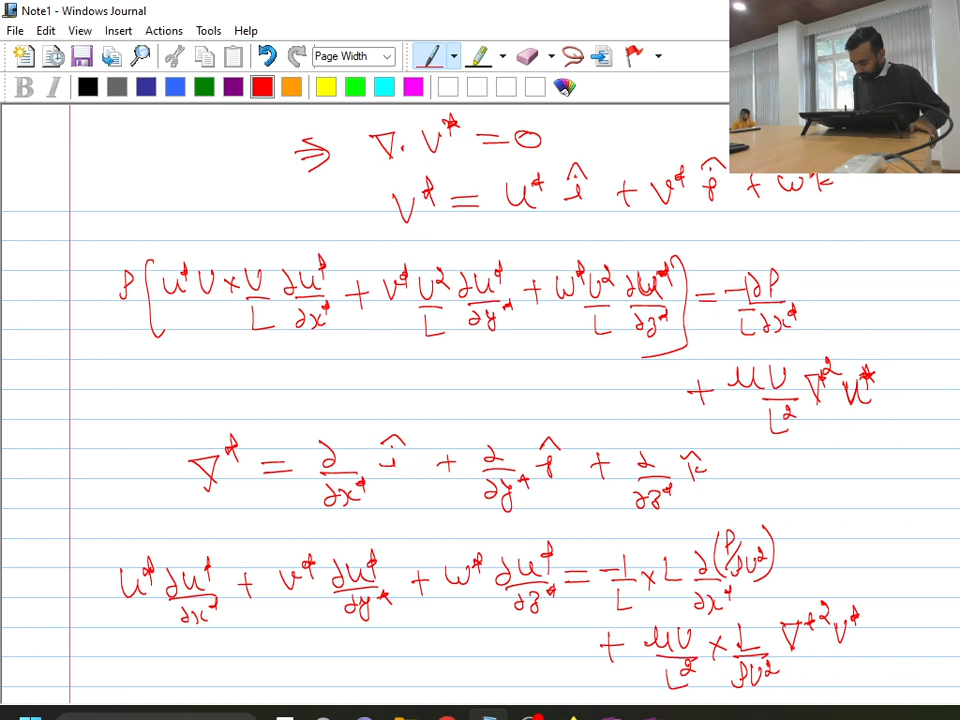 Note1 - Windows Journal
File Edit View Insert Actions Tools Help
Page Width
B I
⇒ ∇. V* = 0
V* = u* î + v* ĵ + w* k̂
ρ [ u* U × U/L ∂u*/∂x* + v* U²/L ∂u*/∂y* + w* U²/L ∂u*/∂z* ] = -1/L ∂P/∂x*
+ μU/L² ∇*² u*
∇* = ∂/∂x* î + ∂/∂y* ĵ + ∂/∂z* k̂
u* ∂u*/∂x* + v* ∂u*/∂y* + w* ∂u*/∂z* = -1/L × L ∂(P/ρU²)/∂x*
+ μU/L² × L/ρU² ∇*² v*